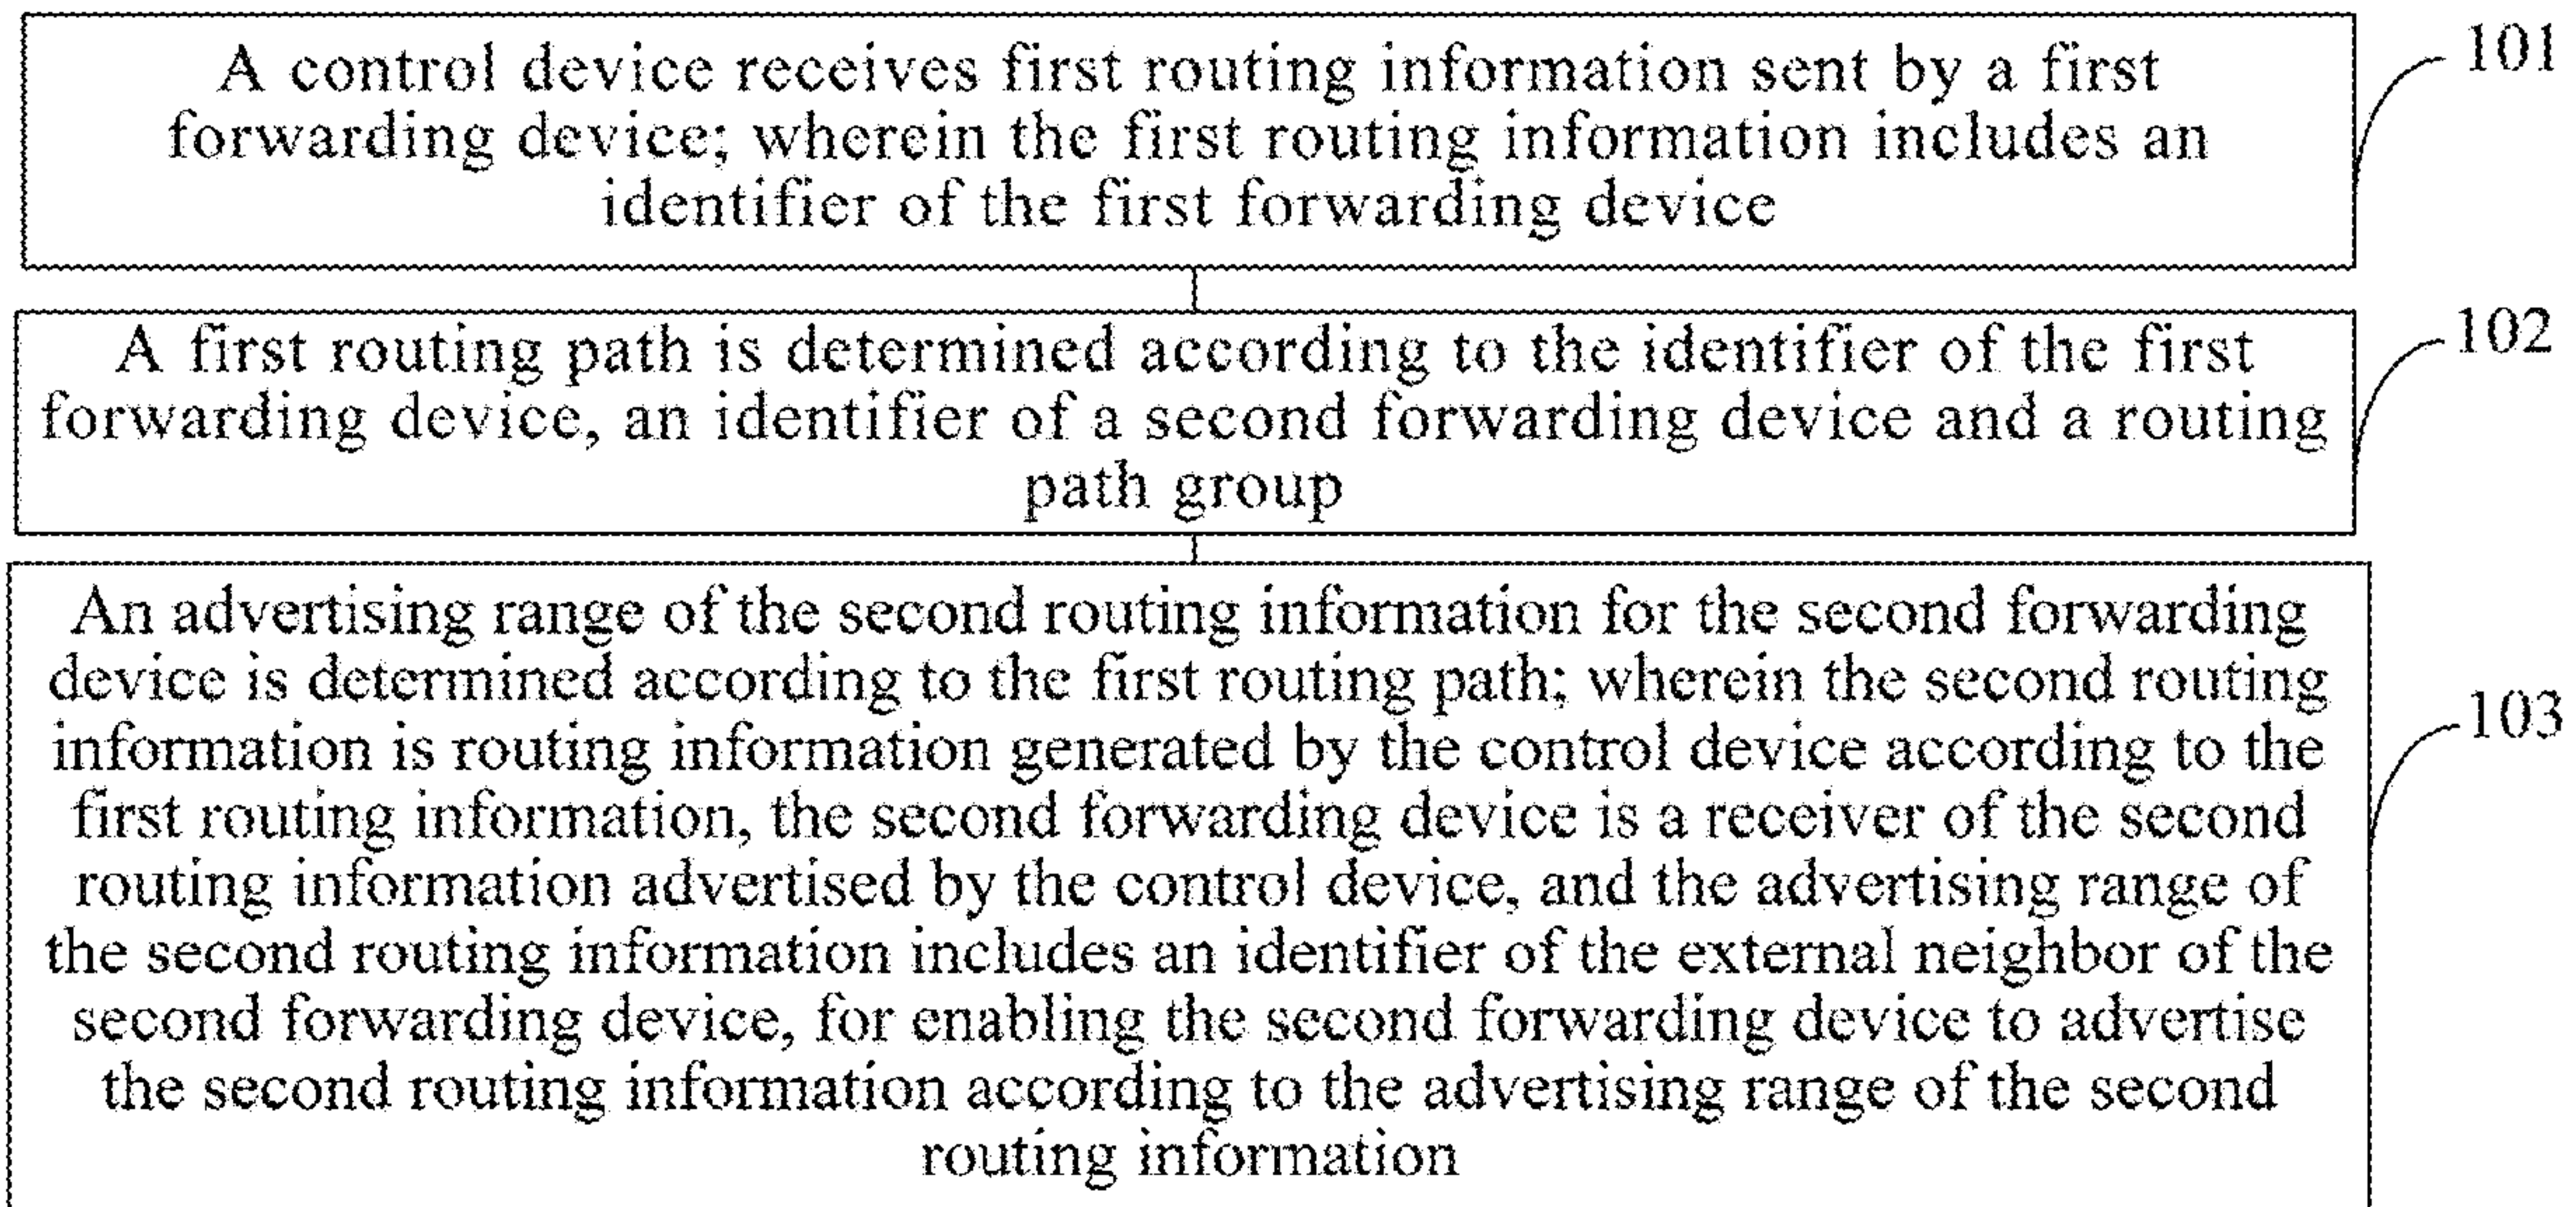 A control device receives first routing information sent by a first
forwarding device; wherein the first routing information includes an
identifier of the first forwarding device
101
A first routing path is determined according to the identifier of the first
forwarding device, an identifier of a second forwarding device and a routing
path group
102
An advertising range of the second routing information for the second forwarding
device is determined according to the first routing path; wherein the second routing
information is routing information generated by the control device according to the
first routing information, the second forwarding device is a receiver of the second
routing information advertised by the control device, and the advertising range of
the second routing information includes an identifier of the external neighbor of the
second forwarding device, for enabling the second forwarding device to advertise
the second routing information according to the advertising range of the second
routing information
103